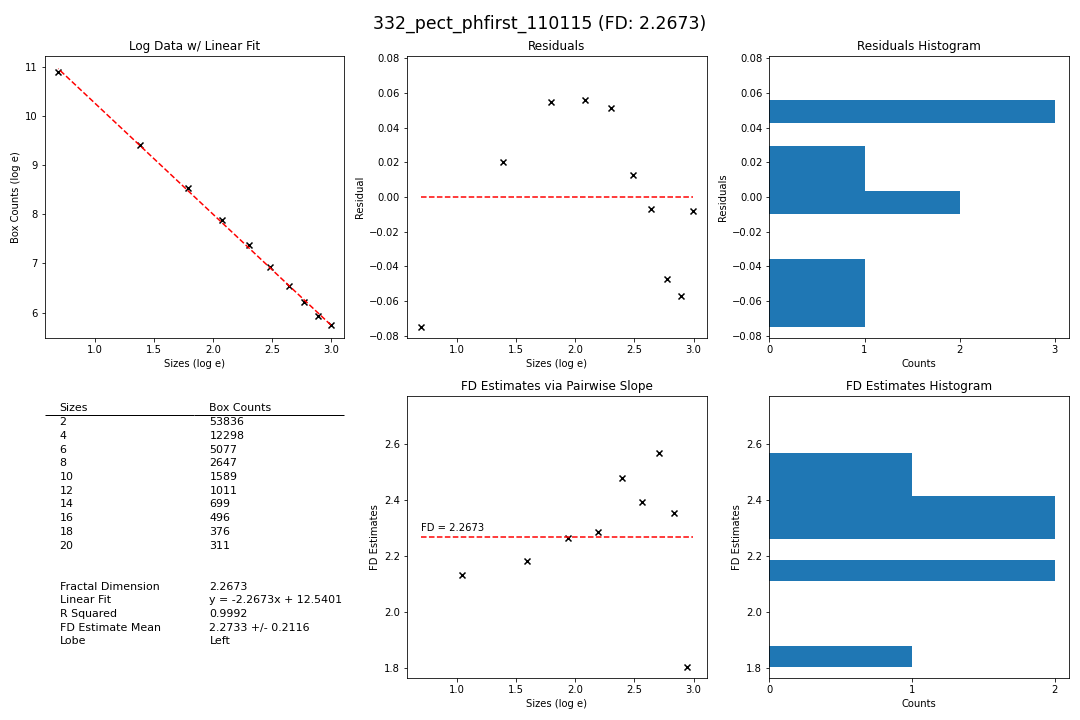 332_pect_phfirst_110115 (FD: 2.2673)
Log Data w/ Linear Fit
11
10
9
8
7
6
Box Counts (log e)
1.0 1.5 2.0 2.5 3.0
Sizes (log e)
Residuals
0.08
0.06
0.04
0.02
0.00
−0.02
−0.04
−0.06
−0.08
Residual
1.0 1.5 2.0 2.5 3.0
Sizes (log e)
Residuals Histogram
0.08
0.06
0.04
0.02
0.00
−0.02
−0.04
−0.06
−0.08
Residuals
0 1 2 3
Counts
Sizes Box Counts
2 53836
4 12298
6 5077
8 2647
10 1589
12 1011
14 699
16 496
18 376
20 311
Fractal Dimension 2.2673
Linear Fit y = -2.2673x + 12.5401
R Squared 0.9992
FD Estimate Mean 2.2733 +/- 0.2116
Lobe Left
FD Estimates via Pairwise Slope
2.6
2.4
2.2
2.0
1.8
FD Estimates
FD = 2.2673
1.0 1.5 2.0 2.5 3.0
Sizes (log e)
FD Estimates Histogram
2.6
2.4
2.2
2.0
1.8
FD Estimates
0 1 2
Counts